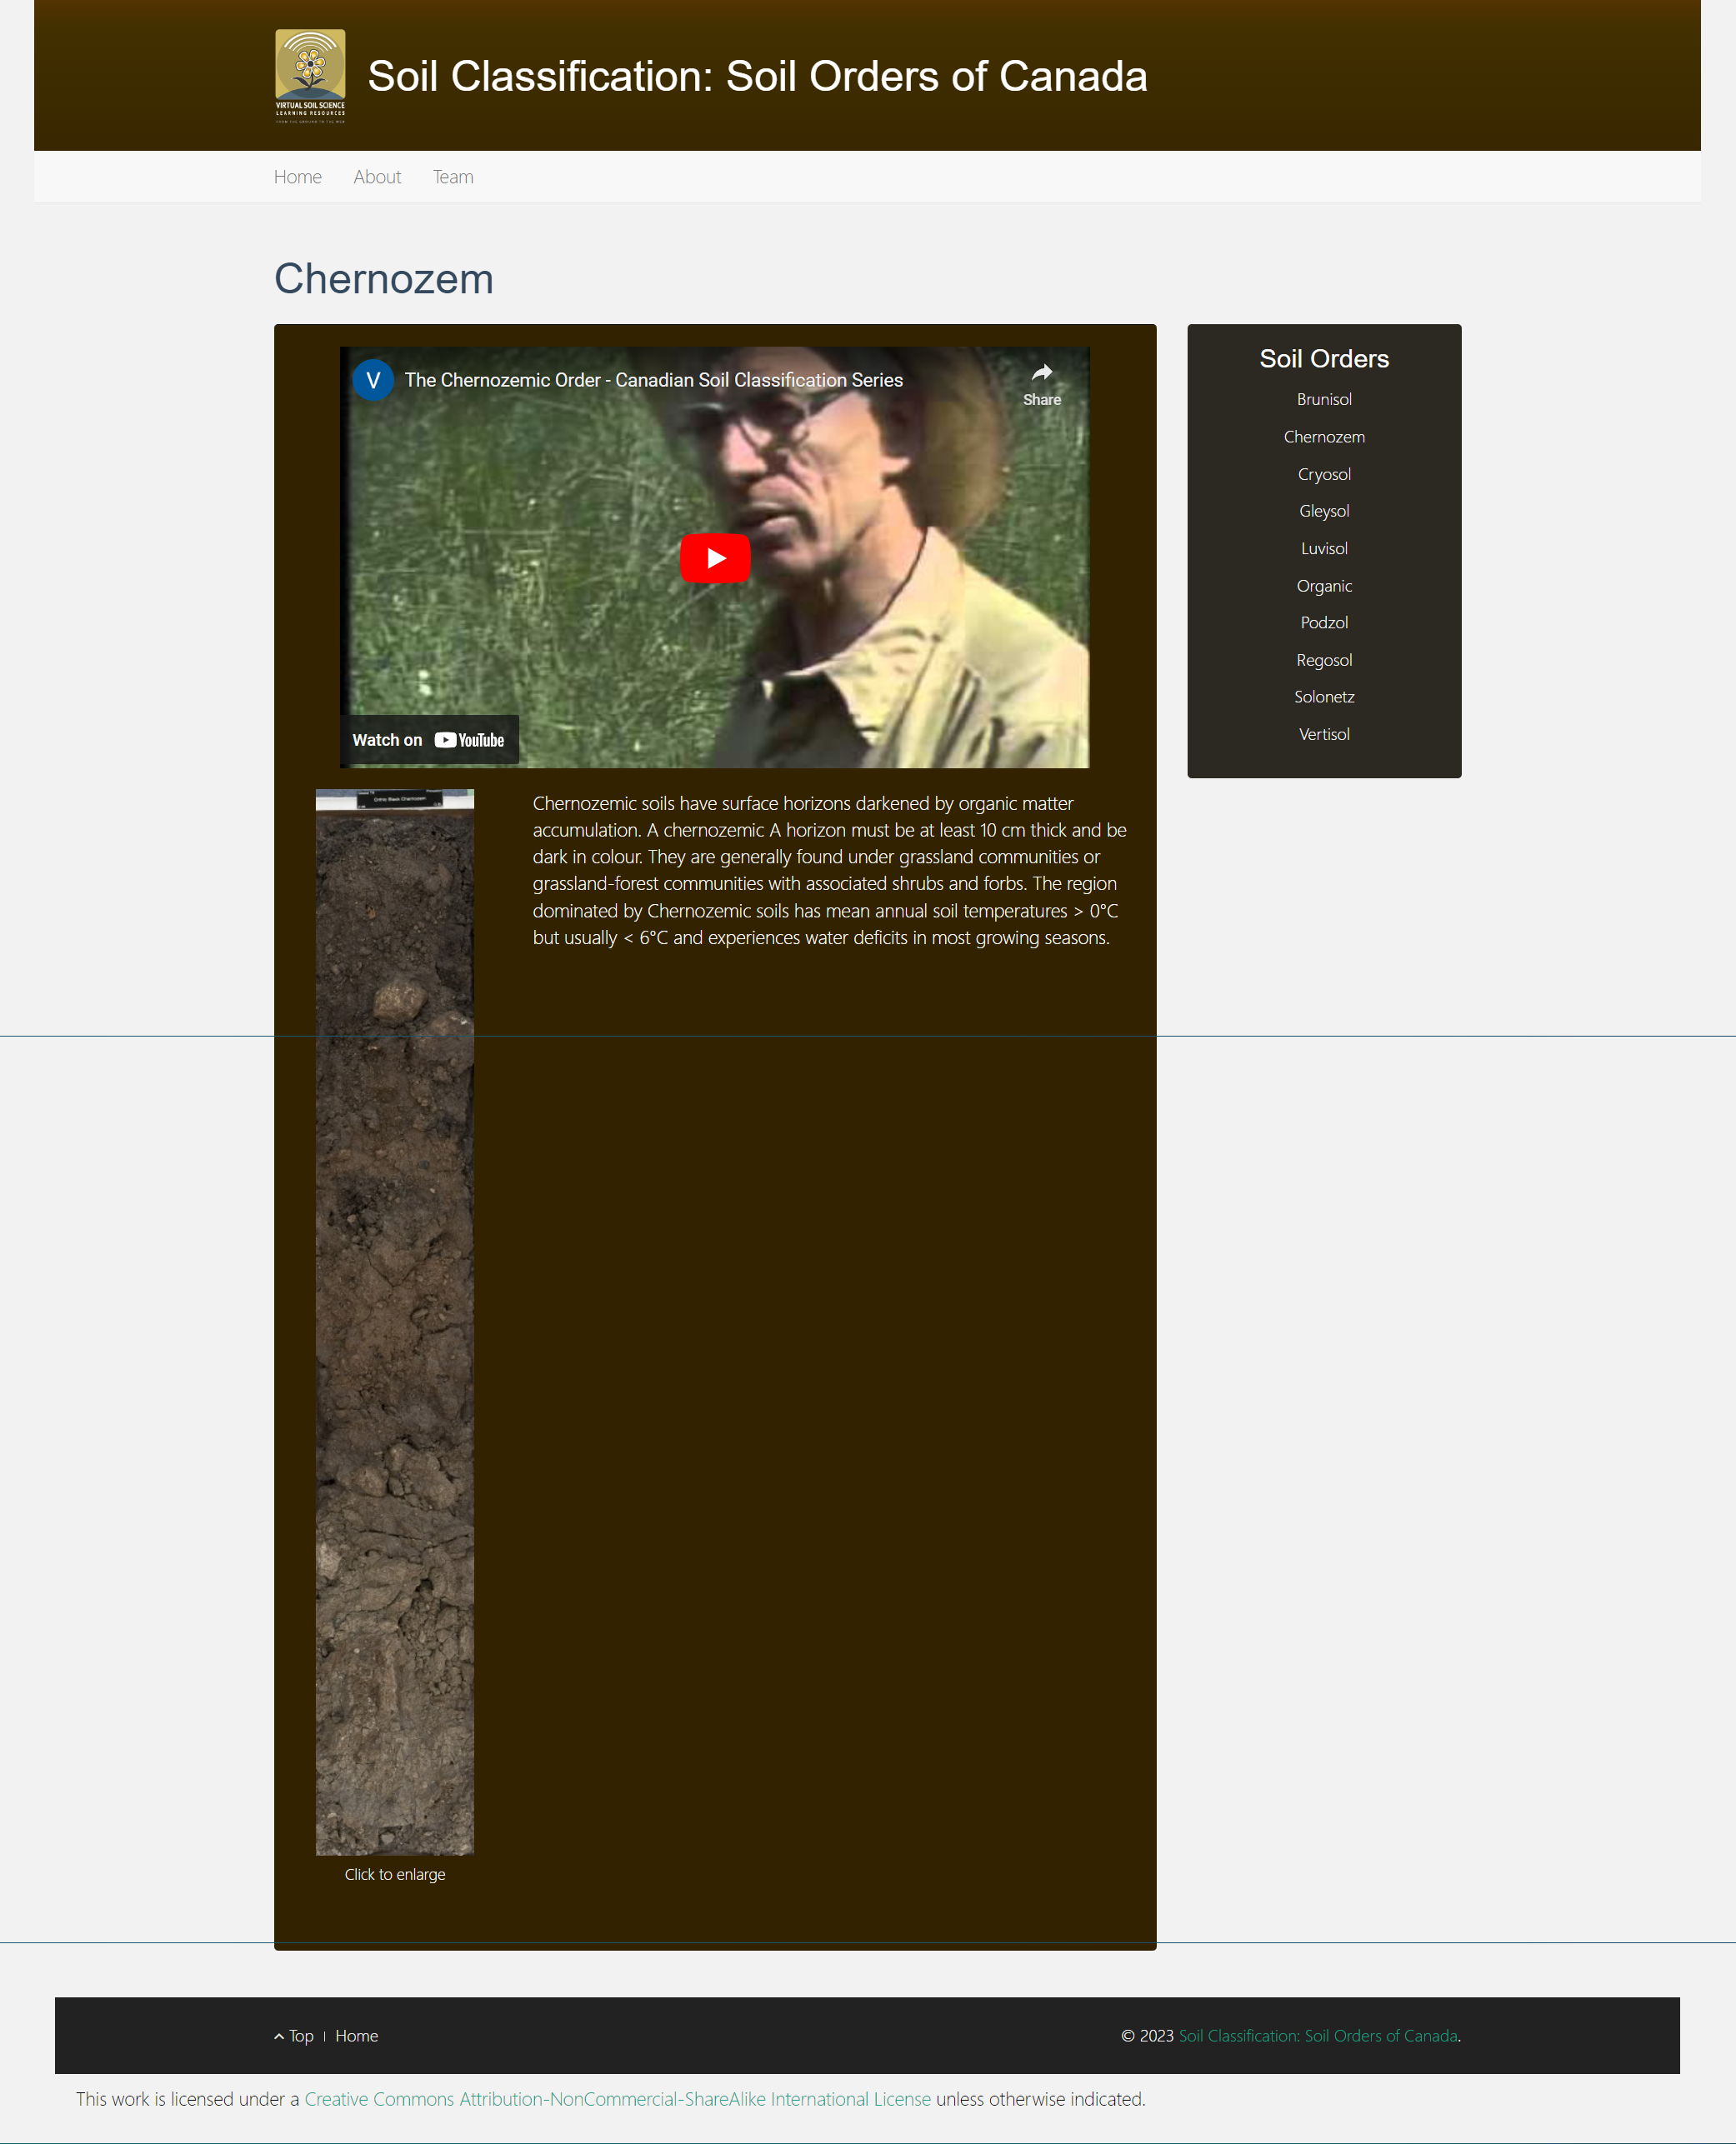 VIRTUAL SOIL SCIENCE
LEARNING RESOURCES
Soil Classification: Soil Orders of Canada
Home About Team
Chernozem
V The Chernozemic Order - Canadian Soil Classification Series
Share
Watch on YouTube
Soil Orders
Brunisol
Chernozem
Cryosol
Gleysol
Luvisol
Organic
Podzol
Regosol
Solonetz
Vertisol
Chernozemic soils have surface horizons darkened by organic matter
accumulation. A chernozemic A horizon must be at least 10 cm thick and be
dark in colour. They are generally found under grassland communities or
grassland-forest communities with associated shrubs and forbs. The region
dominated by Chernozemic soils has mean annual soil temperatures > 0°C
but usually < 6°C and experiences water deficits in most growing seasons.
Click to enlarge
Top | Home
© 2023 Soil Classification: Soil Orders of Canada.
This work is licensed under a Creative Commons Attribution-NonCommercial-ShareAlike International License unless otherwise indicated.